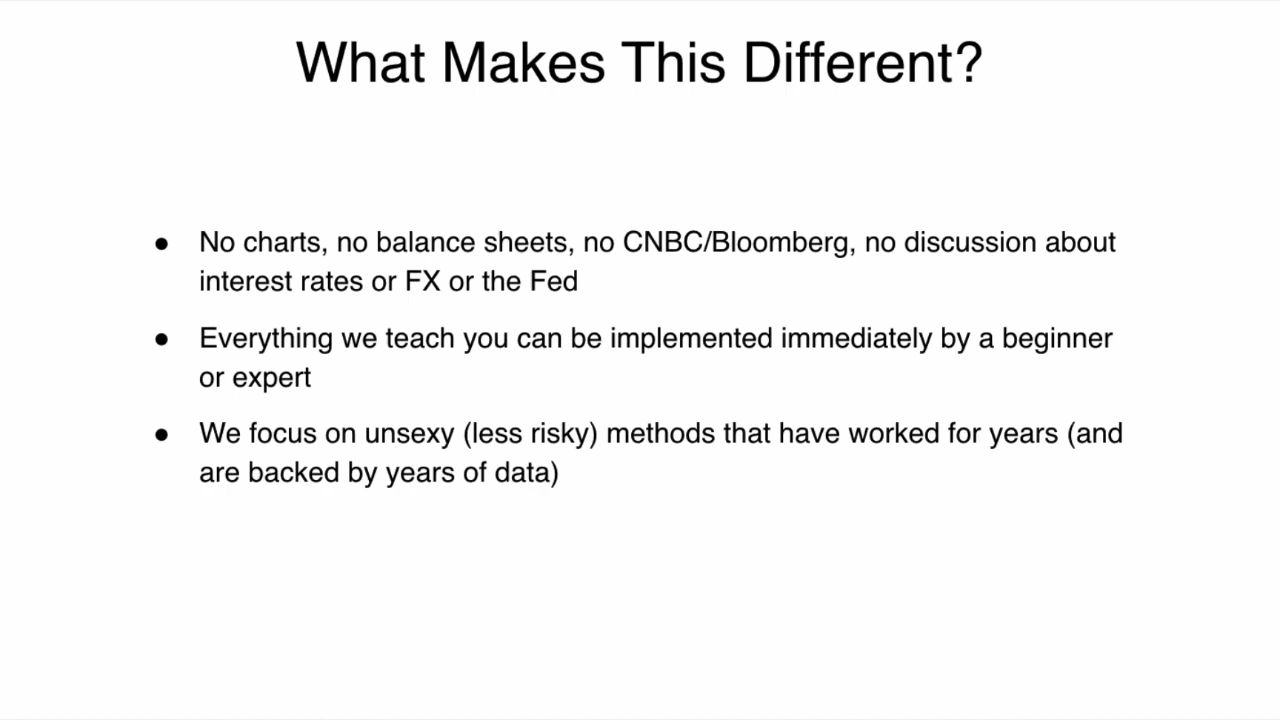 What Makes This Different?
● No charts, no balance sheets, no CNBC/Bloomberg, no discussion about
interest rates or FX or the Fed
● Everything we teach you can be implemented immediately by a beginner
or expert
● We focus on unsexy (less risky) methods that have worked for years (and
are backed by years of data)